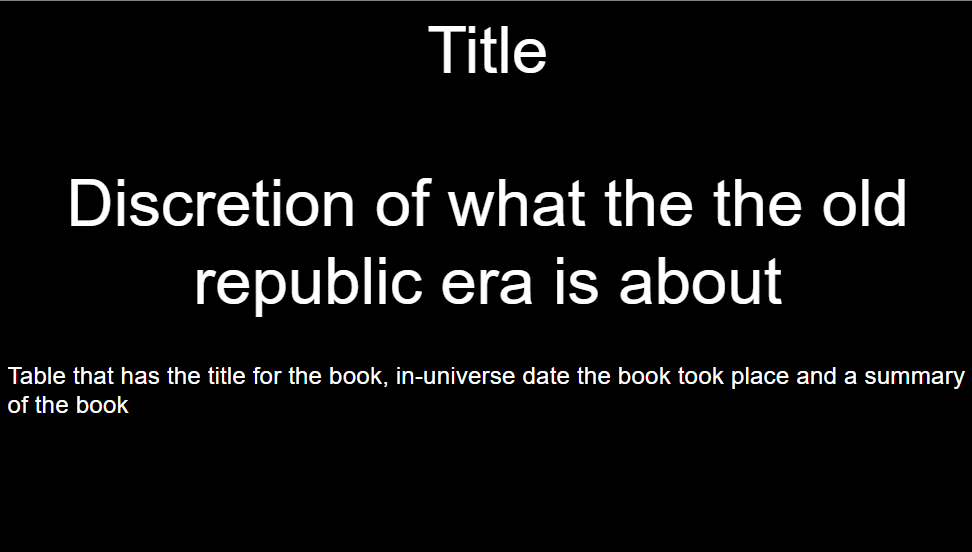 Title
Discretion of what the the old
republic era is about
Table that has the title for the book, in-universe date the book took place and a summary
of the book